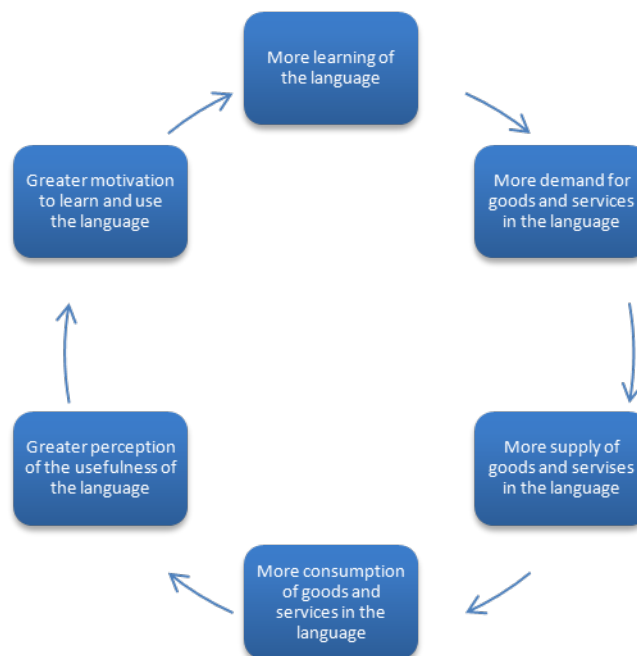 More learning of
the language
More demand for
goods and services
in the language
More supply of
goods and servises
in the language
More consumption
of goods and
services in the
language
Greater perception
of the usefulness of
the language
Greater motivation
to learn and use
the language